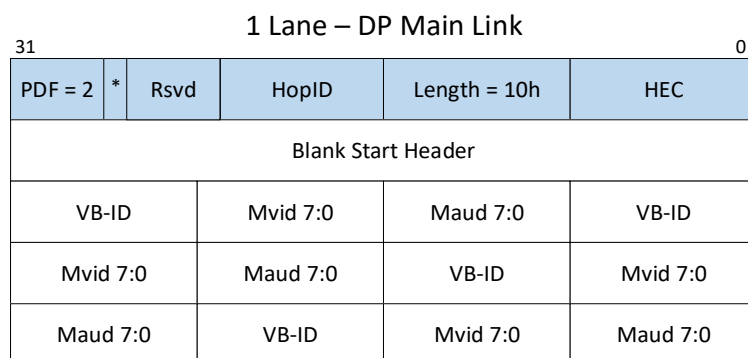 1 Lane – DP Main Link
31 0
PDF = 2 * Rsvd HopID Length = 10h HEC
Blank Start Header
VB-ID Mvid 7:0 Maud 7:0 VB-ID
Mvid 7:0 Maud 7:0 VB-ID Mvid 7:0
Maud 7:0 VB-ID Mvid 7:0 Maud 7:0